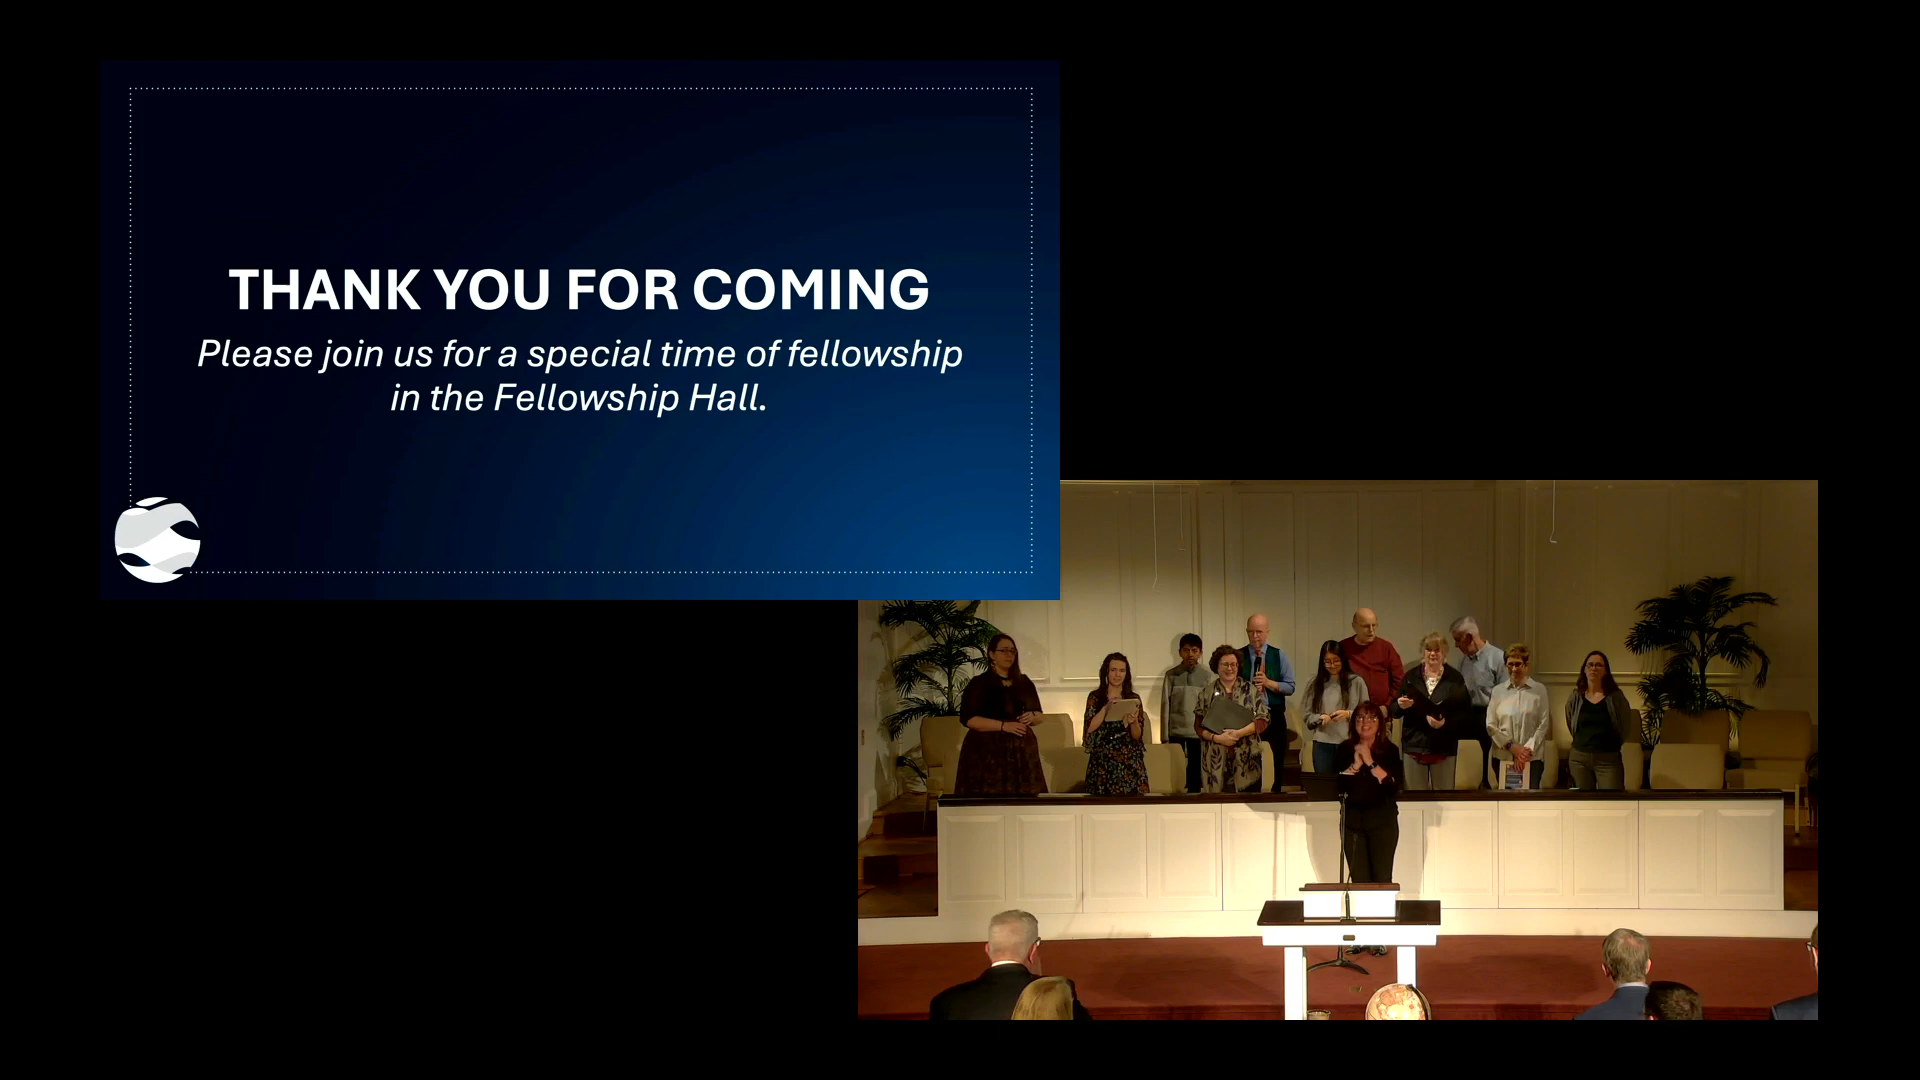 THANK YOU FOR COMING
Please join us for a special time of fellowship
in the Fellowship Hall.